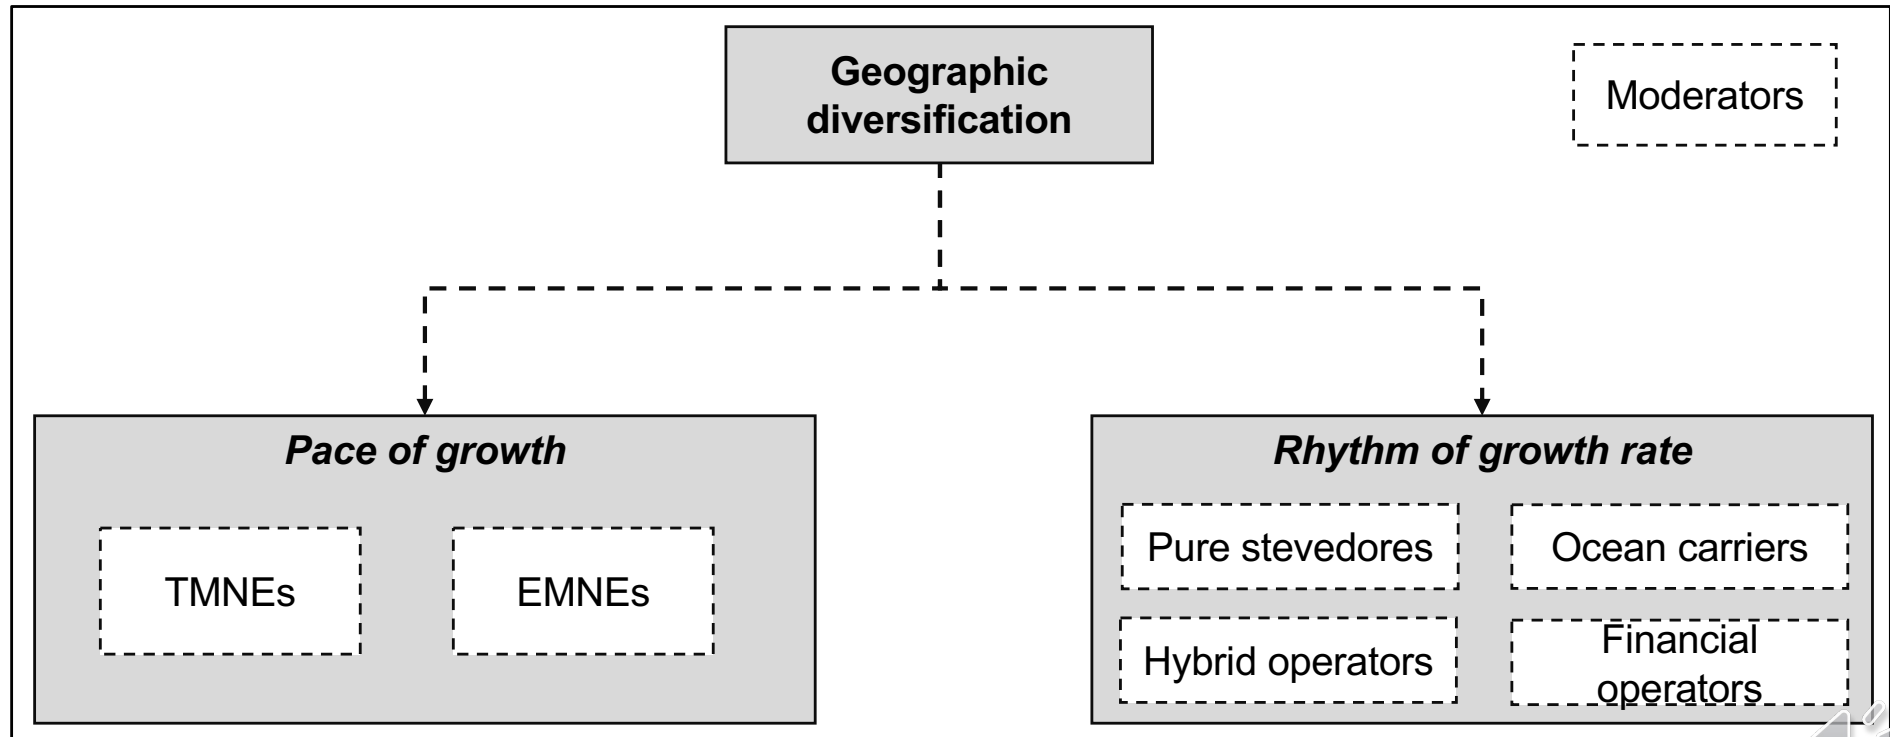 Geographic
diversification
Moderators
Pace of growth
TMNEs
EMNEs
Rhythm of growth rate
Pure stevedores
Ocean carriers
Hybrid operators
Financial
operators